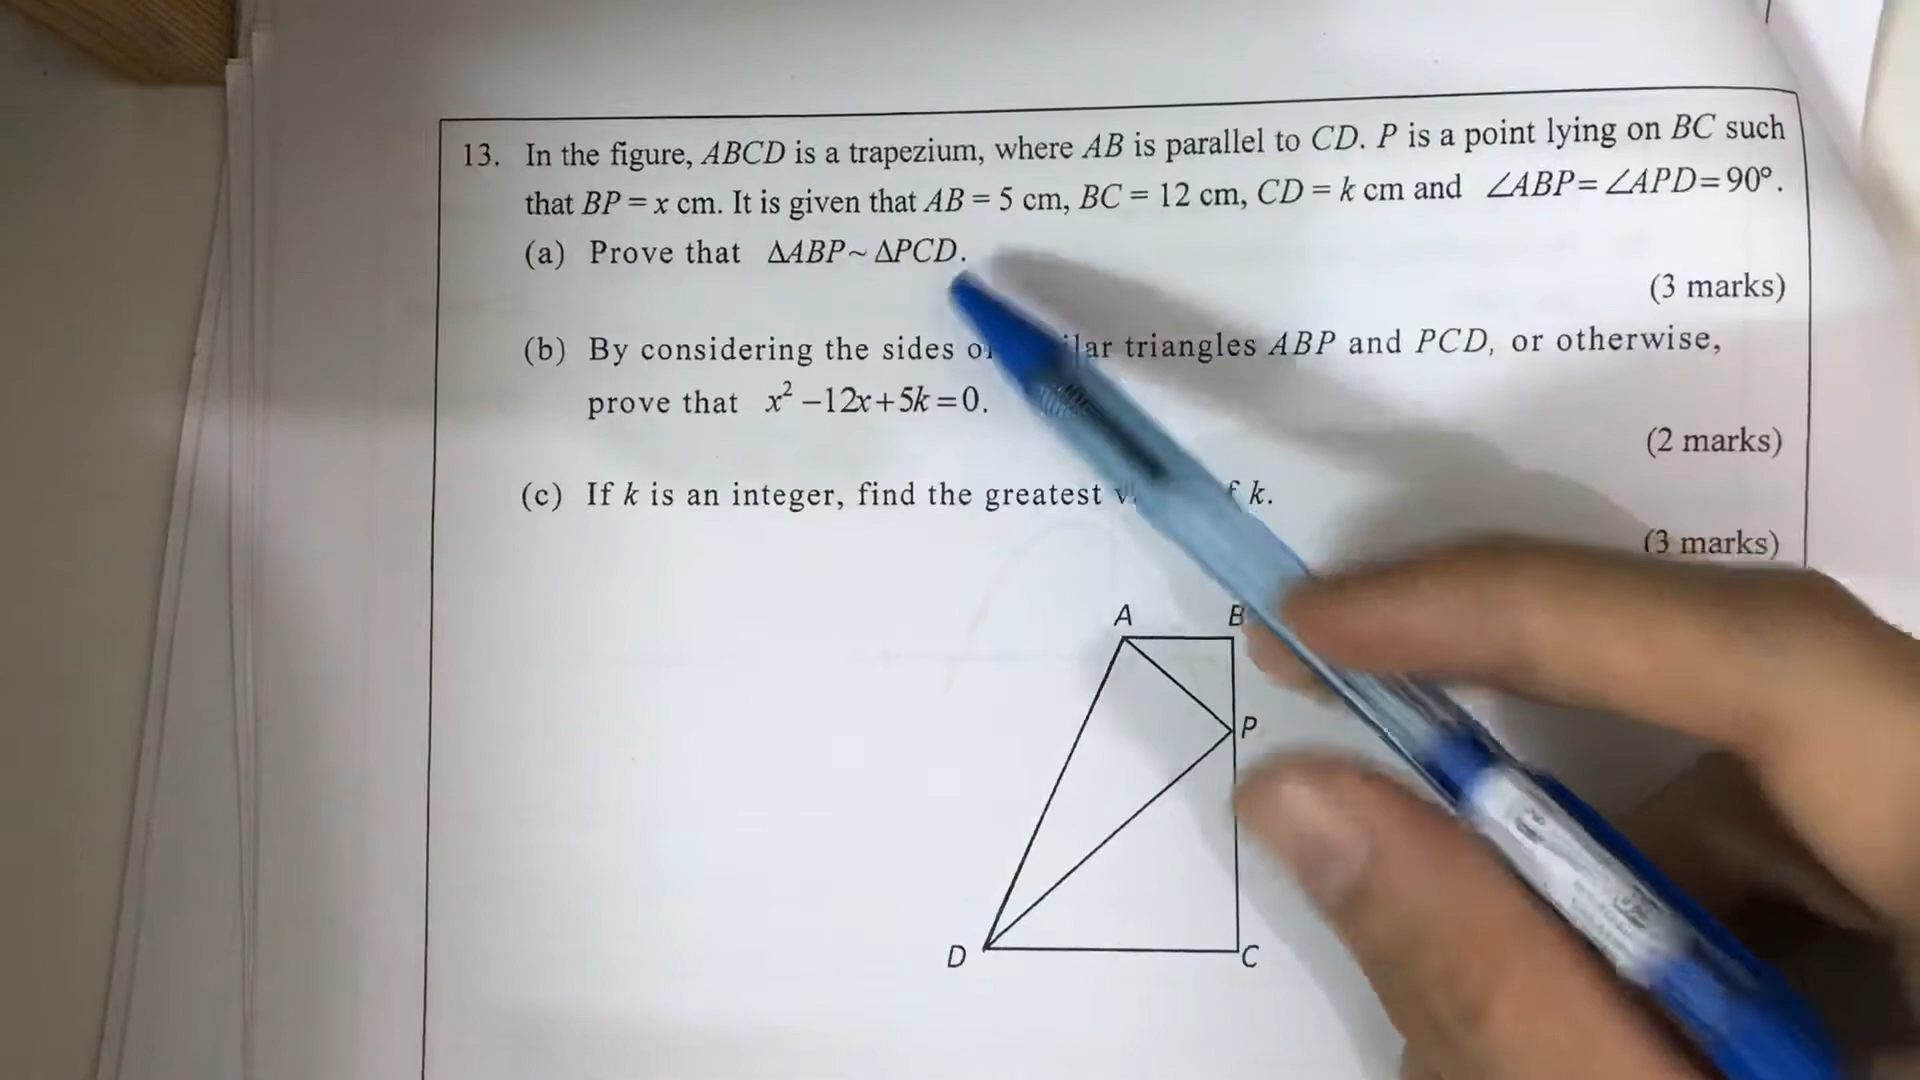 13. In the figure, ABCD is a trapezium, where AB is parallel to CD. P is a point lying on BC such
that BP = x cm. It is given that AB = 5 cm, BC = 12 cm, CD = k cm and ∠ABP=∠APD=90°.
(a) Prove that ΔABP~ΔPCD.
(3 marks)
(b) By considering the sides triangles ABP and PCD, or otherwise,
prove that x² −12x+5k=0.
(2 marks)
(c) If k is an integer, find the greatest k.
(3 marks)
A B
P
D C